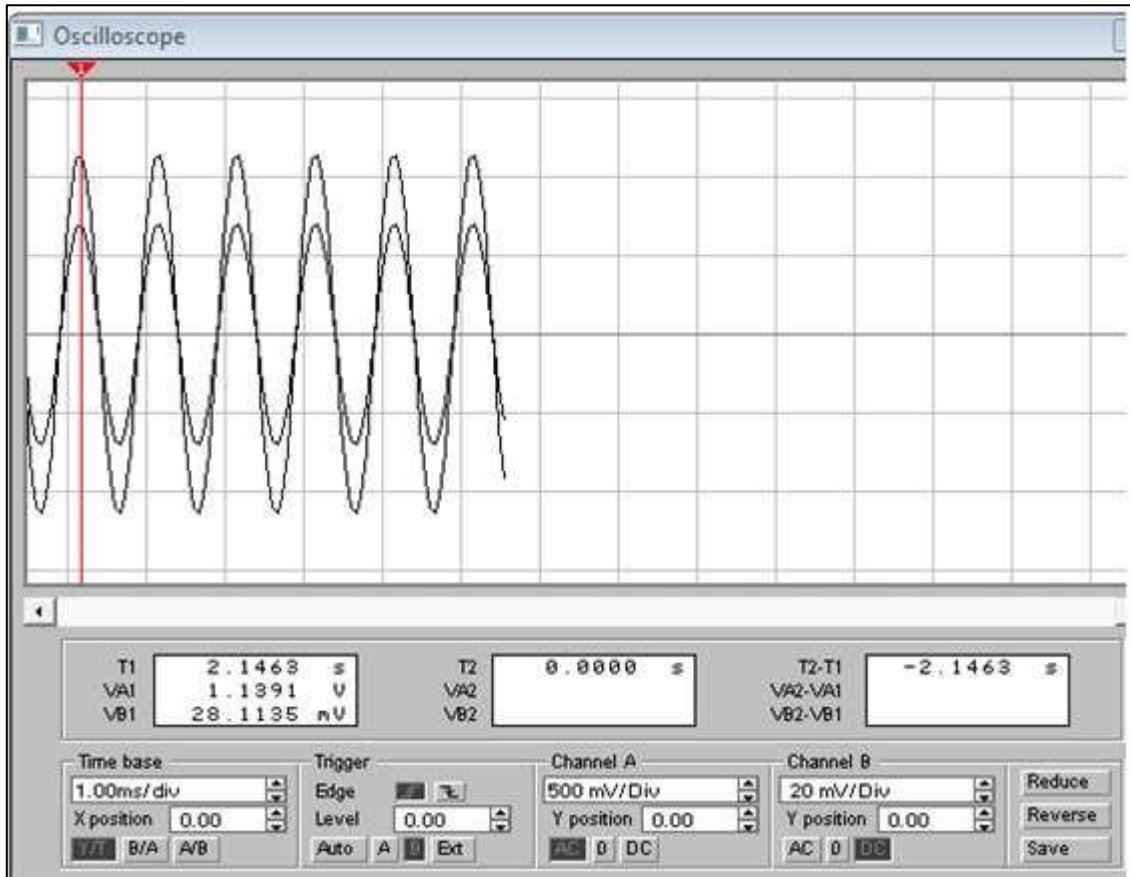 Oscilloscope
1
T1 2.1463 s
VA1 1.1391 V
VB1 28.1135 mV
T2 0.0000 s
VA2
VB2
T2-T1 -2.1463 s
VA2-VA1
VB2-VB1
Time base
1.00ms/div
X position 0.00
Y/T B/A A/B
Trigger
Edge
Level 0.00
Auto A B Ext
Channel A
500 mV/Div
Y position 0.00
AC 0 DC
Channel B
20 mV/Div
Y position 0.00
AC 0 DC
Reduce
Reverse
Save